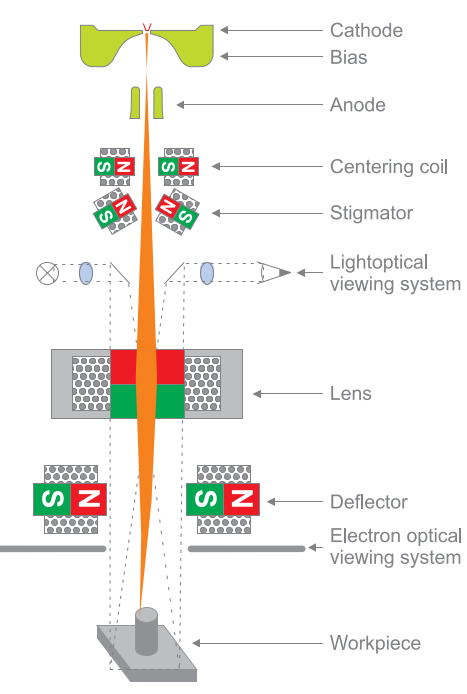 Cathode
Bias
Anode
S N S N
Centering coil
S N N S
Stigmator
Lightoptical
viewing system
Lens
S N S N
Deflector
Electron optical
viewing system
Workpiece